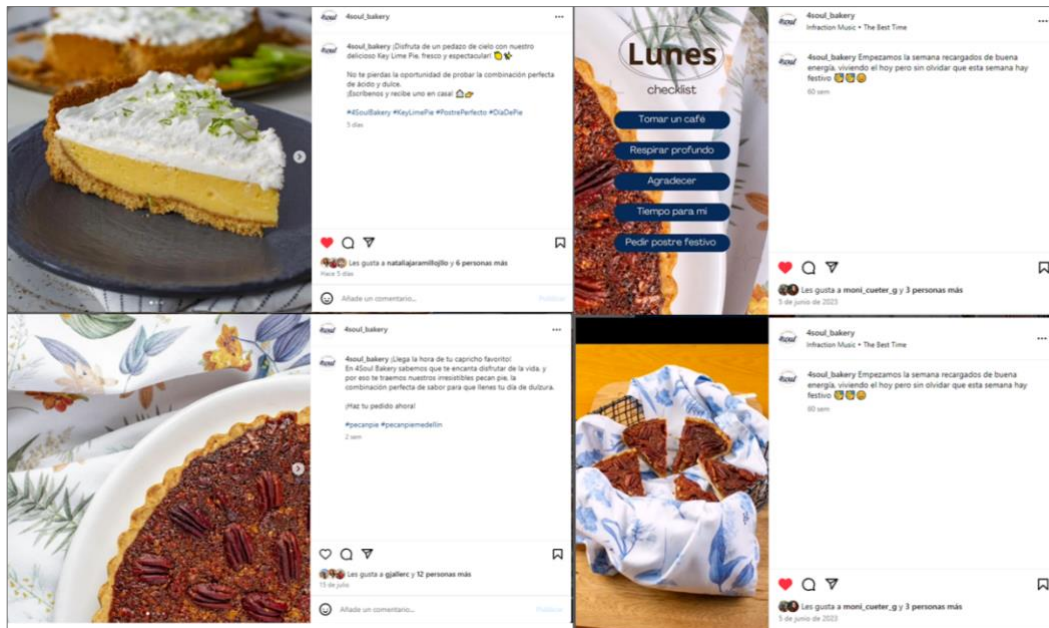 4soul_bakery
4soul_bakery ¡Disfruta de un pedazo de cielo con nuestro
delicioso Key Lime Pie, fresco y espectacular!
No te pierdas la oportunidad de probar la combinación perfecta
de ácido y dulce.
¡Escríbenos y recibe uno en casa!
#4SoulBakery #KeyLimePie #PostrePerfecto #DíaDePie
5 días
Les gusta a nataliajaramillojllo y 6 personas más
Hace 5 días
Añade un comentario...
Publicar
Lunes
checklist
Tomar un café
Respirar profundo
Agradecer
Tiempo para mi
Pedir postre festivo
4soul_bakery
Infraction Music • The Best Time
4soul_bakery Empezamos la semana recargados de buena
energía, viviendo el hoy pero sin olvidar que esta semana hay
festivo
60 sem
Les gusta a moni_cueter_g y 3 personas más
5 de junio de 2023
4soul_bakery
4soul_bakery ¡Llega la hora de tu capricho favorito!
En 4Soul Bakery sabemos que te encanta disfrutar de la vida, y
por eso te traemos nuestros irresistibles pecan pie, la
combinación perfecta de sabor para que llenes tu día de dulzura.
¡Haz tu pedido ahora!
#pecanpie #pecanpiemedellin
2 sem
Les gusta a gjallerc y 12 personas más
15 de julio
Añade un comentario...
Publicar
4soul_bakery
Infraction Music • The Best Time
4soul_bakery Empezamos la semana recargados de buena
energía, viviendo el hoy pero sin olvidar que esta semana hay
festivo
60 sem
Les gusta a moni_cueter_g y 3 personas más
5 de junio de 2023